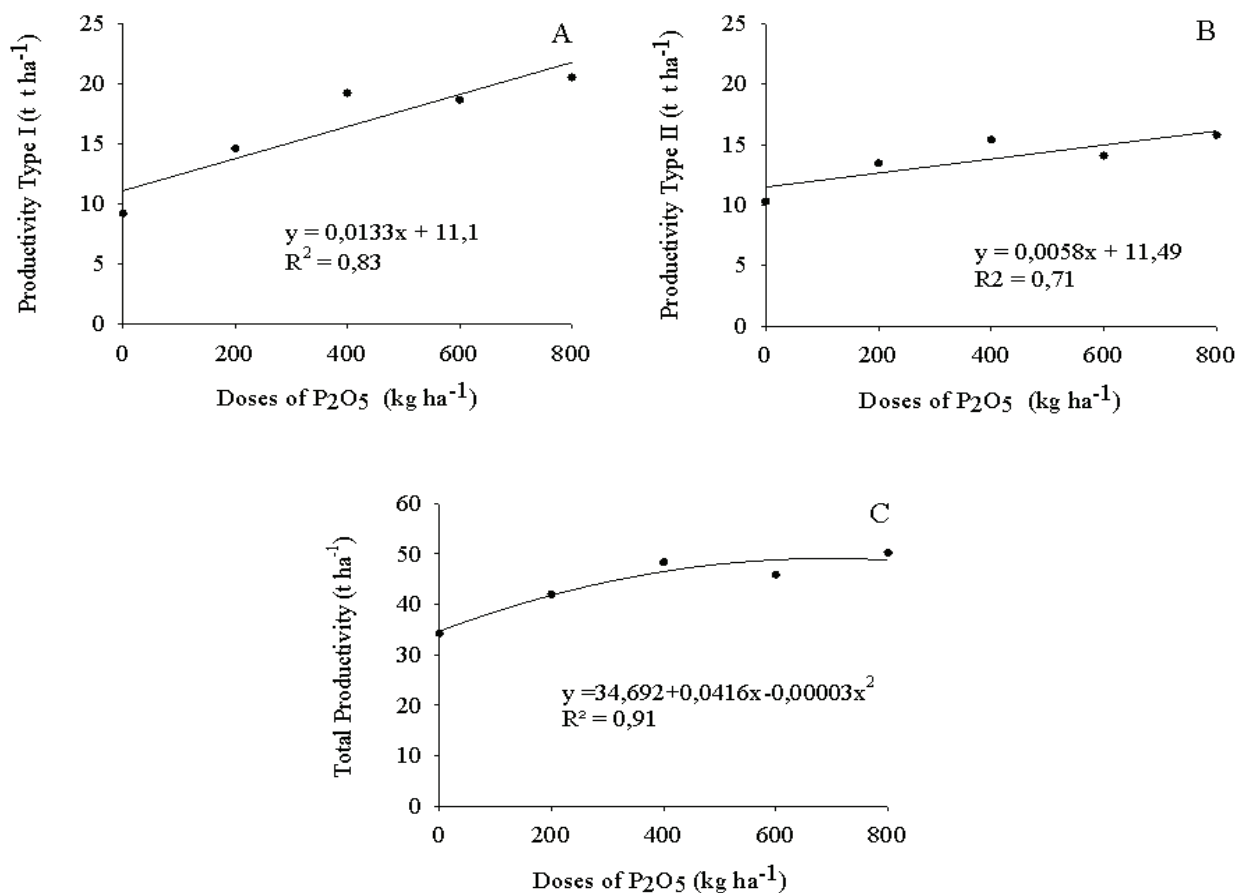 A
Productivity Type I (t t ha⁻¹)
25
20
15
10
5
0
y = 0,0133x + 11,1
R² = 0,83
0 200 400 600 800
Doses of P₂O₅ (kg ha⁻¹)
B
Productivity Type II (t t ha⁻¹)
25
20
15
10
5
0
y = 0,0058x + 11,49
R2 = 0,71
0 200 400 600 800
Doses of P₂O₅ (kg ha⁻¹)
C
Total Productivity (t ha⁻¹)
60
50
40
30
20
10
0
y =34,692+0,0416x-0,00003x²
R² = 0,91
0 200 400 600 800
Doses of P₂O₅ (kg ha⁻¹)